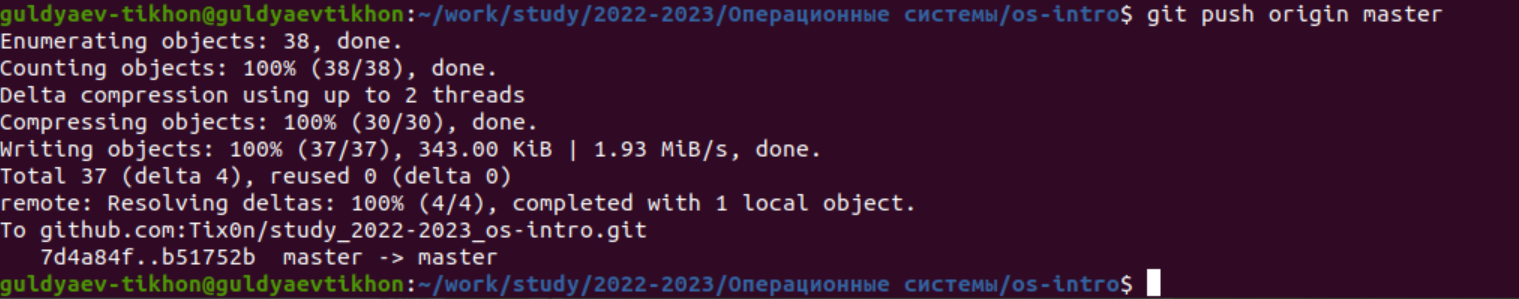 guldyaev-tikhon@guldyaevtikhon:~/work/study/2022-2023/Операционные системы/os-intro$ git push origin master
Enumerating objects: 38, done.
Counting objects: 100% (38/38), done.
Delta compression using up to 2 threads
Compressing objects: 100% (30/30), done.
Writing objects: 100% (37/37), 343.00 KiB | 1.93 MiB/s, done.
Total 37 (delta 4), reused 0 (delta 0)
remote: Resolving deltas: 100% (4/4), completed with 1 local object.
To github.com:Tix0n/study_2022-2023_os-intro.git
   7d4a84f..b51752b  master -> master
guldyaev-tikhon@guldyaevtikhon:~/work/study/2022-2023/Операционные системы/os-intro$